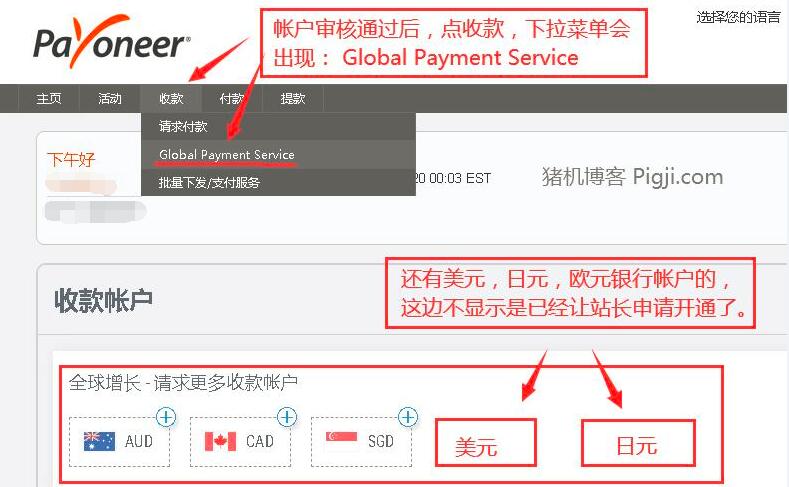 选择您的语言
Payoneer®
帐户审核通过后，点收款，下拉菜单会
出现： Global Payment Service
主页 活动 收款 付款 提款
请求付款
Global Payment Service
批量下发/支付服务
下午好
20 00:03 EST
猪机博客 Pigji.com
还有美元，日元，欧元银行帐户的，
这边不显示是已经让站长申请开通了。
收款帐户
全球增长 - 请求更多收款帐户
AUD CAD SGD 美元 日元